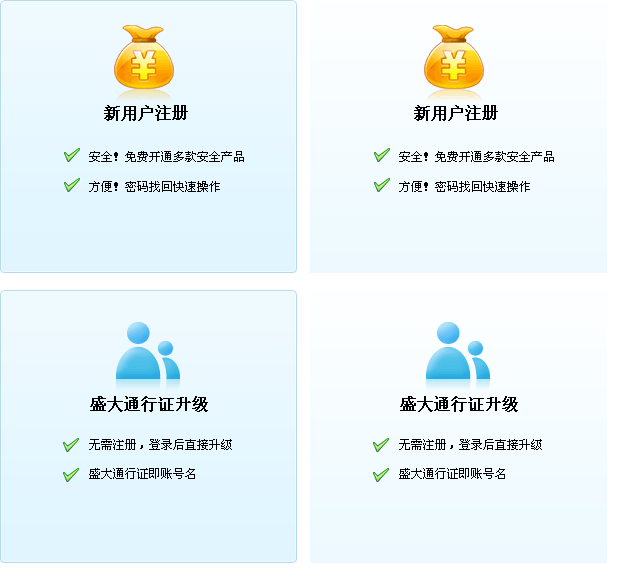 ¥
¥
新用户注册
新用户注册
安全！免费开通多款安全产品
安全！免费开通多款安全产品
方便！密码找回快速操作
方便！密码找回快速操作
盛大通行证升级
盛大通行证升级
无需注册，登录后直接升级
无需注册，登录后直接升级
盛大通行证即账号名
盛大通行证即账号名